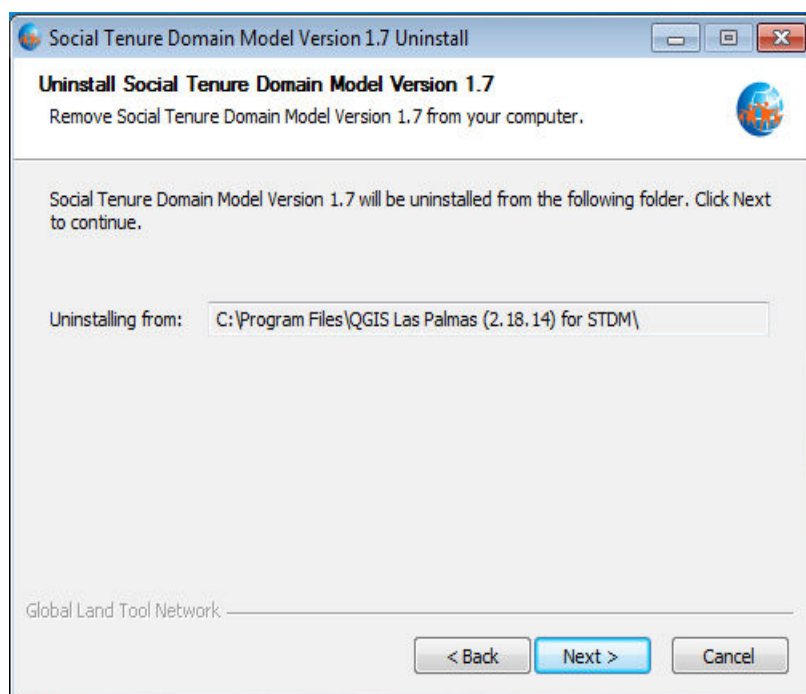 Social Tenure Domain Model Version 1.7 Uninstall
Uninstall Social Tenure Domain Model Version 1.7
Remove Social Tenure Domain Model Version 1.7 from your computer.
Social Tenure Domain Model Version 1.7 will be uninstalled from the following folder. Click Next
to continue.
Uninstalling from: C:\Program Files\QGIS Las Palmas (2.18.14) for STDM\
Global Land Tool Network
< Back Next > Cancel